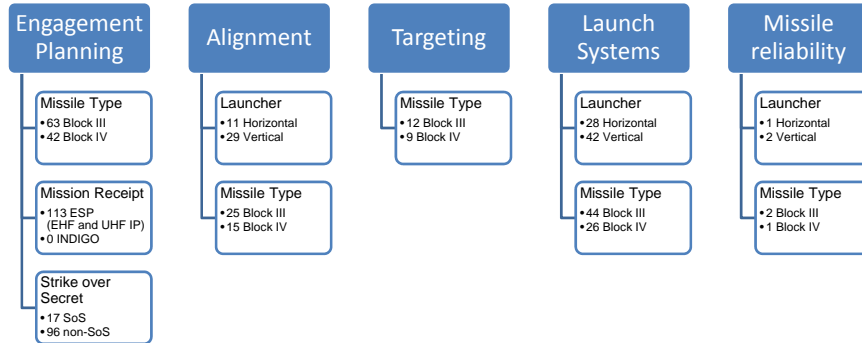 Engagement
Planning
Missile Type
• 63 Block III
• 42 Block IV
Mission Receipt
• 113 ESP
(EHF and UHF IP)
• 0 INDIGO
Strike over
Secret
• 17 SoS
• 96 non-SoS
Alignment
Launcher
• 11 Horizontal
• 29 Vertical
Missile Type
• 25 Block III
• 15 Block IV
Targeting
Missile Type
• 12 Block III
• 9 Block IV
Launch
Systems
Launcher
• 28 Horizontal
• 42 Vertical
Missile Type
• 44 Block III
• 26 Block IV
Missile
reliability
Launcher
• 1 Horizontal
• 2 Vertical
Missile Type
• 2 Block III
• 1 Block IV